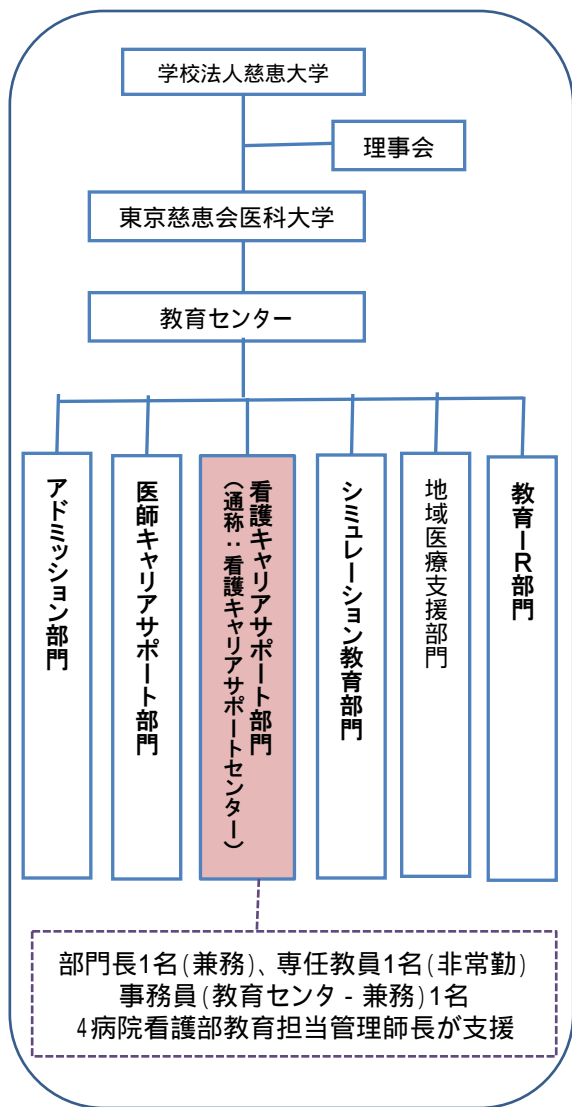 学校法人慈恵大学
理事会
東京慈恵会医科大学
教育センター
アドミッション部門
医師キャリアサポート部門
看護キャリアサポート部門
(通称:看護キャリアサポートセンター)
シミュレーション教育部門
地域医療支援部門
教育IR部門
部門長1名(兼務)、専任教員1名(非常勤)
事務員(教育センタ-兼務)1名
4病院看護部教育担当管理師長が支援